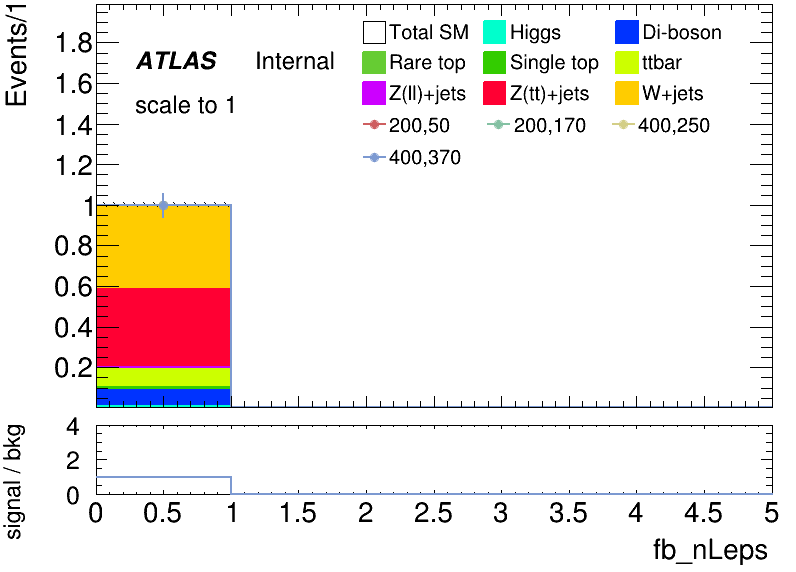 Events/1
1.8
1.6
1.4
1.2
1
0.8
0.6
0.4
0.2
ATLAS Internal
scale to 1
Total SM Higgs Di-boson
Rare top Single top ttbar
Z(ll)+jets Z(tt)+jets W+jets
200,50 200,170 400,250
400,370
signal / bkg
4
2
0
0 0.5 1 1.5 2 2.5 3 3.5 4 4.5 5
fb_nLeps